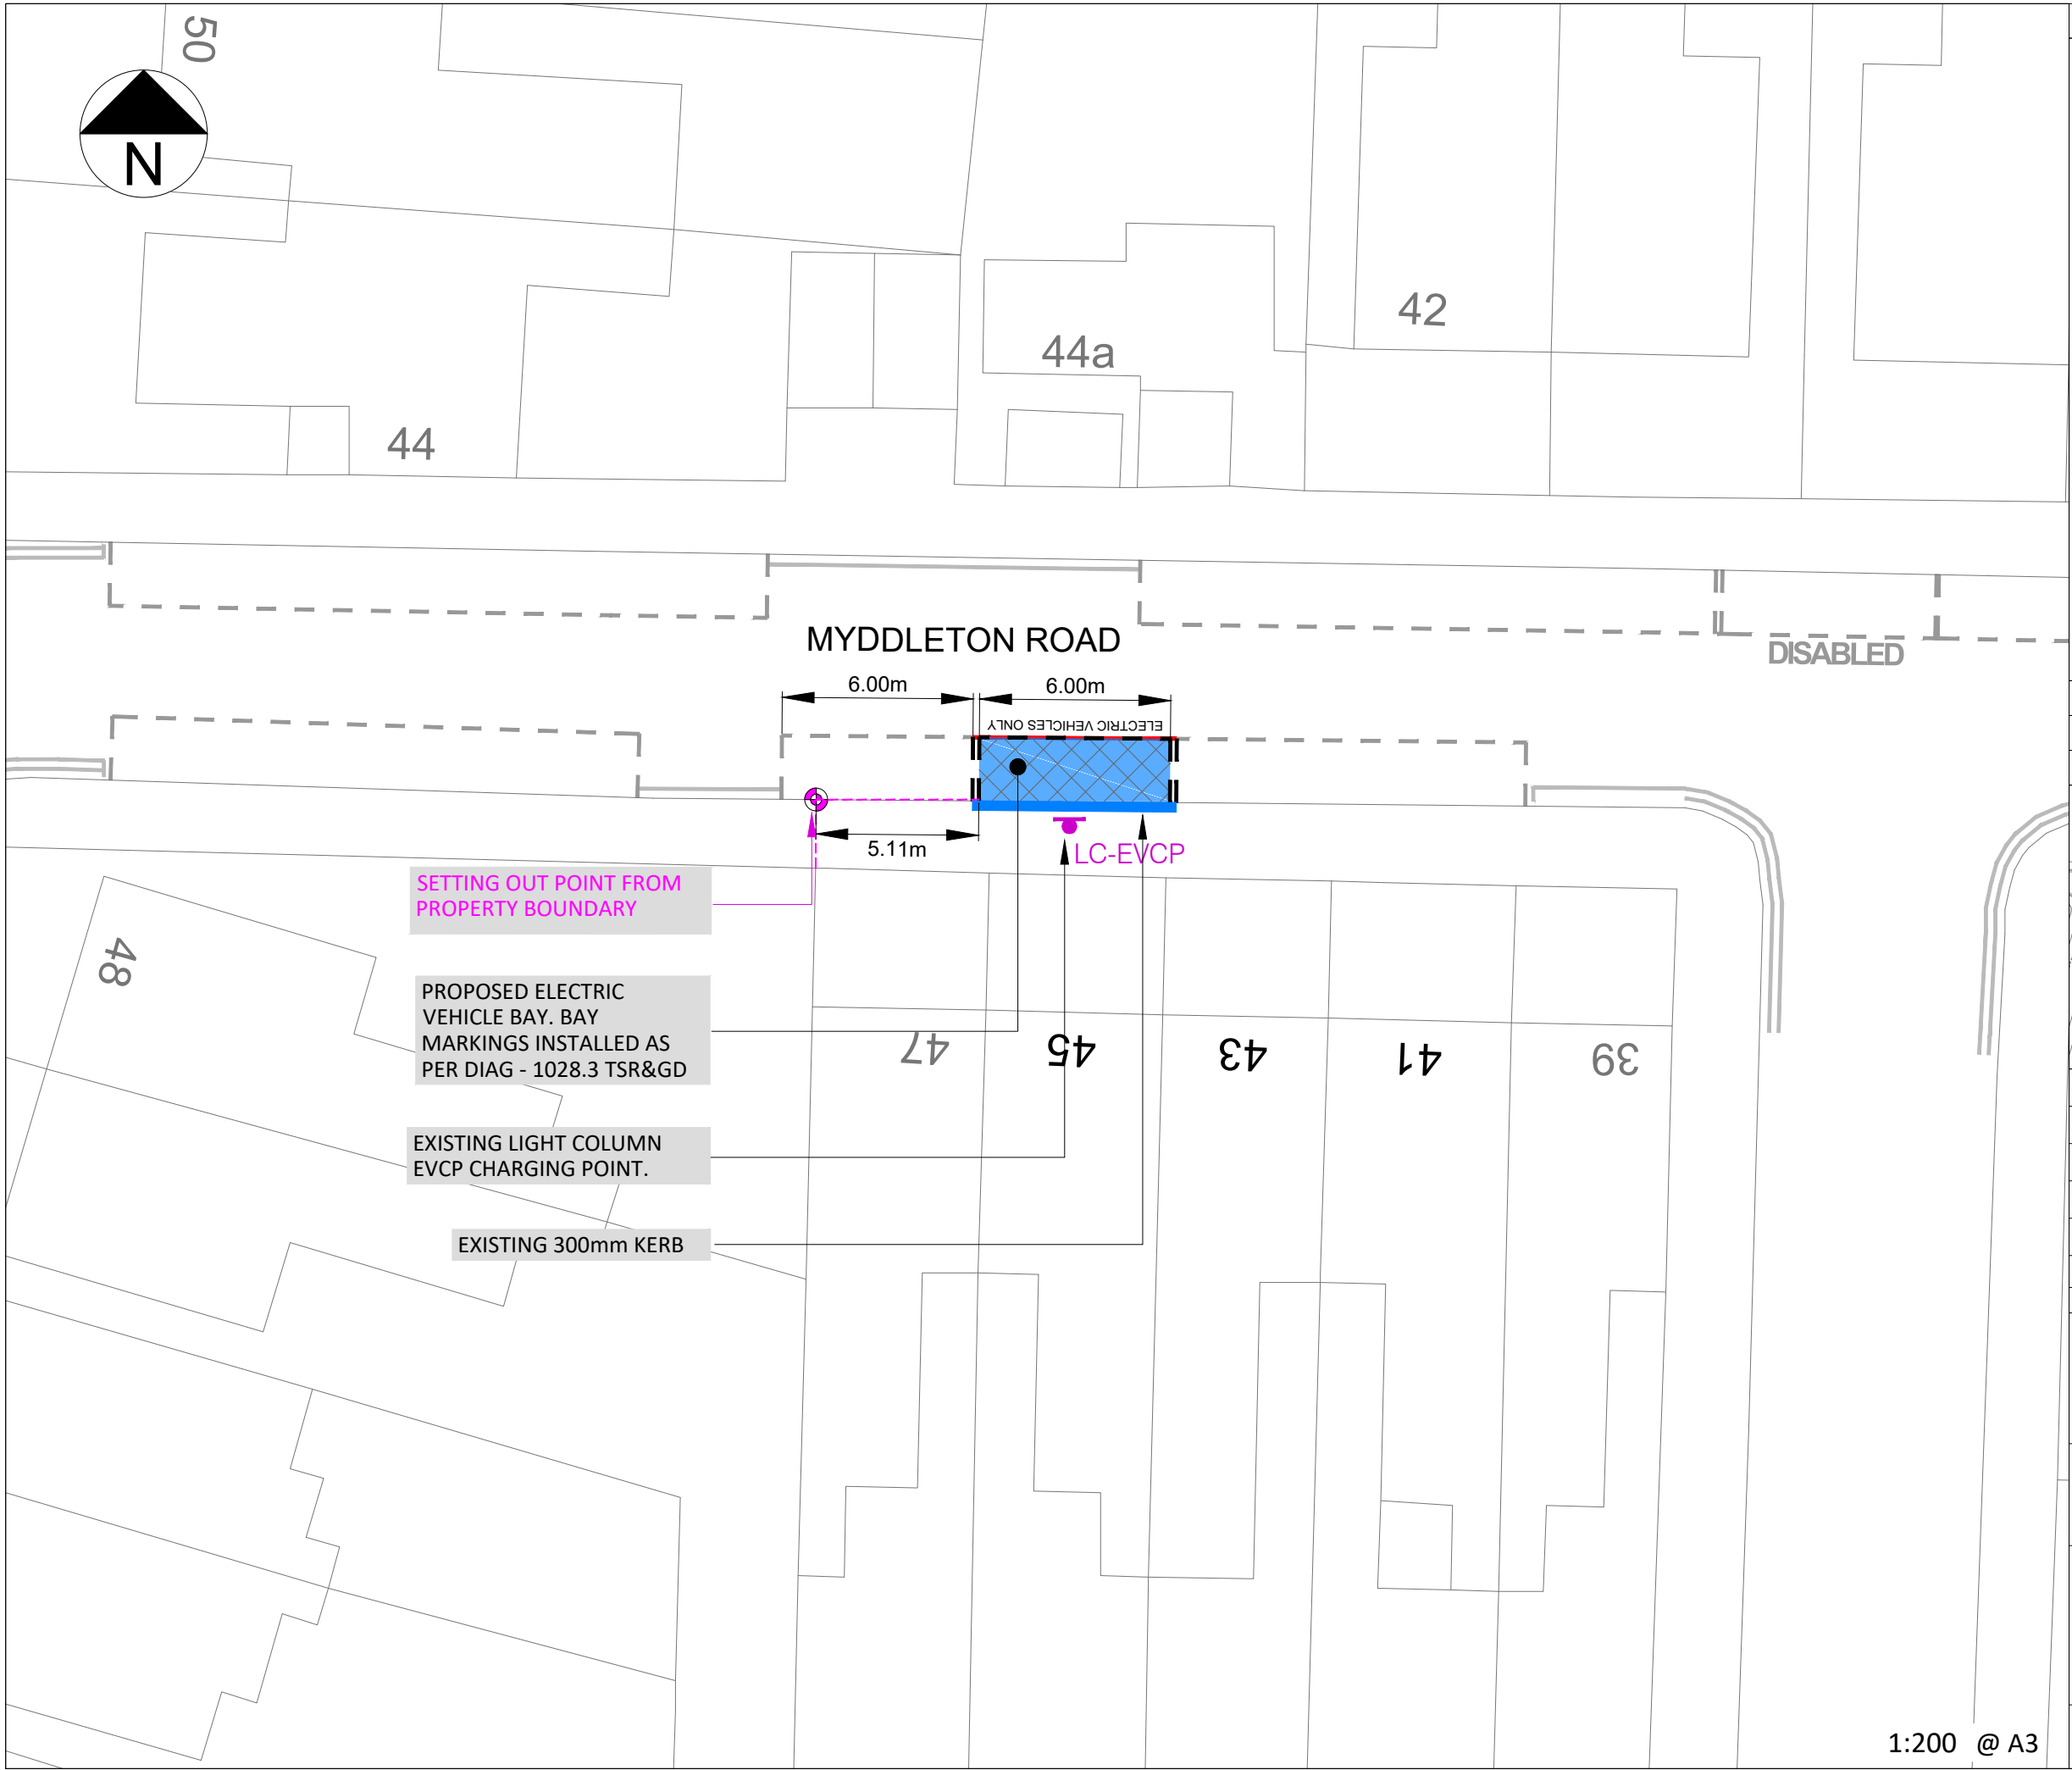 50
N
42
44a
44
MYDDLETON ROAD
DISABLED
6.00m
6.00m
ELECTRIC VEHICLES ONLY
5.11m
LC-EVCP
SETTING OUT POINT FROM
PROPERTY BOUNDARY
48
PROPOSED ELECTRIC
VEHICLE BAY. BAY
MARKINGS INSTALLED AS
PER DIAG - 1028.3 TSR&GD
47
45
43
41
39
EXISTING LIGHT COLUMN
EVCP CHARGING POINT.
EXISTING 300mm KERB
1:200 @ A3